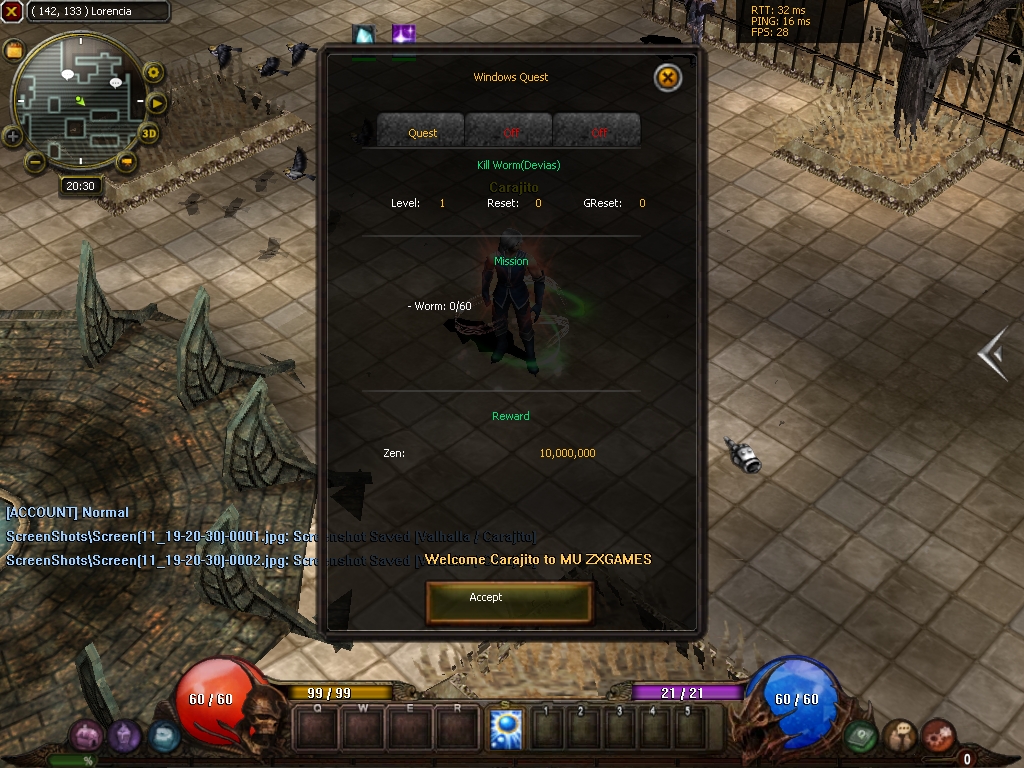 ( 142, 133 ) Lorencia
RTT: 32 ms
PING: 16 ms
FPS: 28
3D
20:30
Windows Quest
Quest Off Off
Kill Worm(Devias)
Carajito
Level: 1 Reset: 0 GReset: 0
Mission
- Worm: 0/60
Reward
Zen: 10,000,000
[ACCOUNT] Normal
ScreenShots\Screen(11_19-20-30)-0001.jpg: Screenshot Saved [Valhalla / Carajito]
ScreenShots\Screen(11_19-20-30)-0002.jpg: Screenshot Saved
Welcome Carajito to MU ZXGAMES
Accept
60 / 60
99 / 99
21 / 21
60 / 60
Q W E R S 1 2 3 4 5
%
0